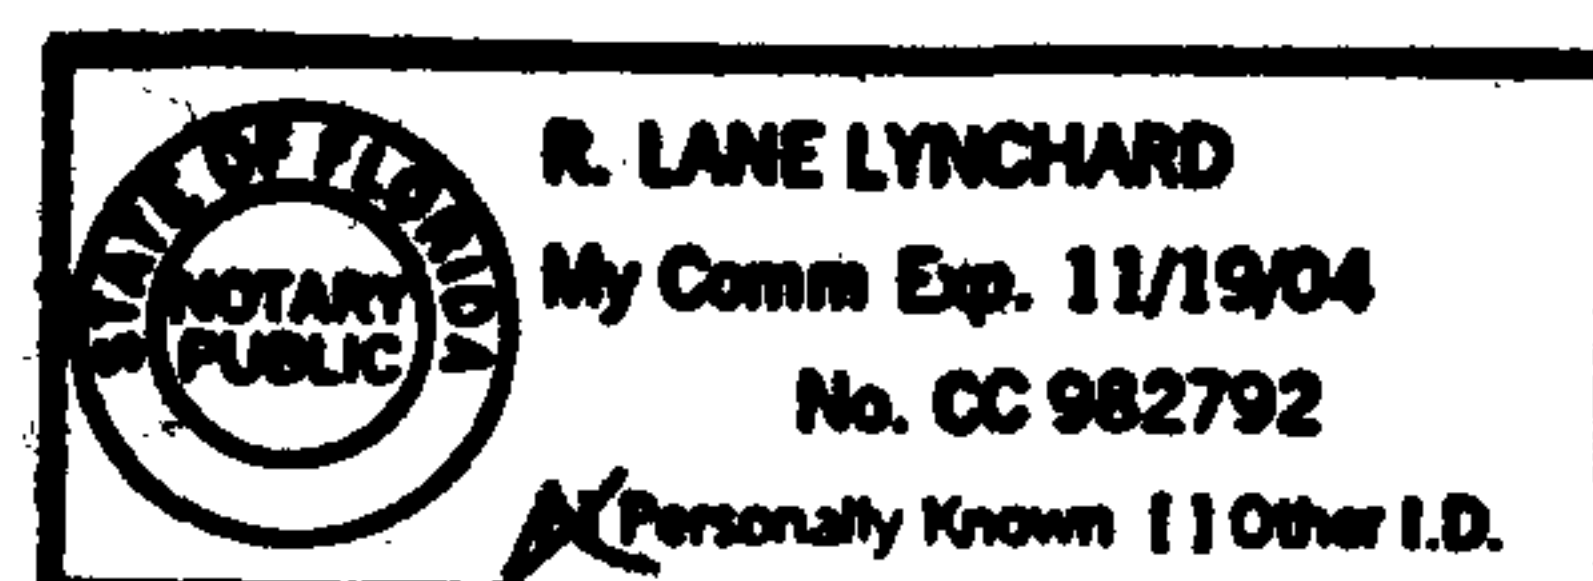 STATE OF FLORIDA
NOTARY
PUBLIC
R. LANE LYNCHARD
My Comm Exp. 11/19/04
No. CC 982792
[X] Personally Known [ ] Other I.D.